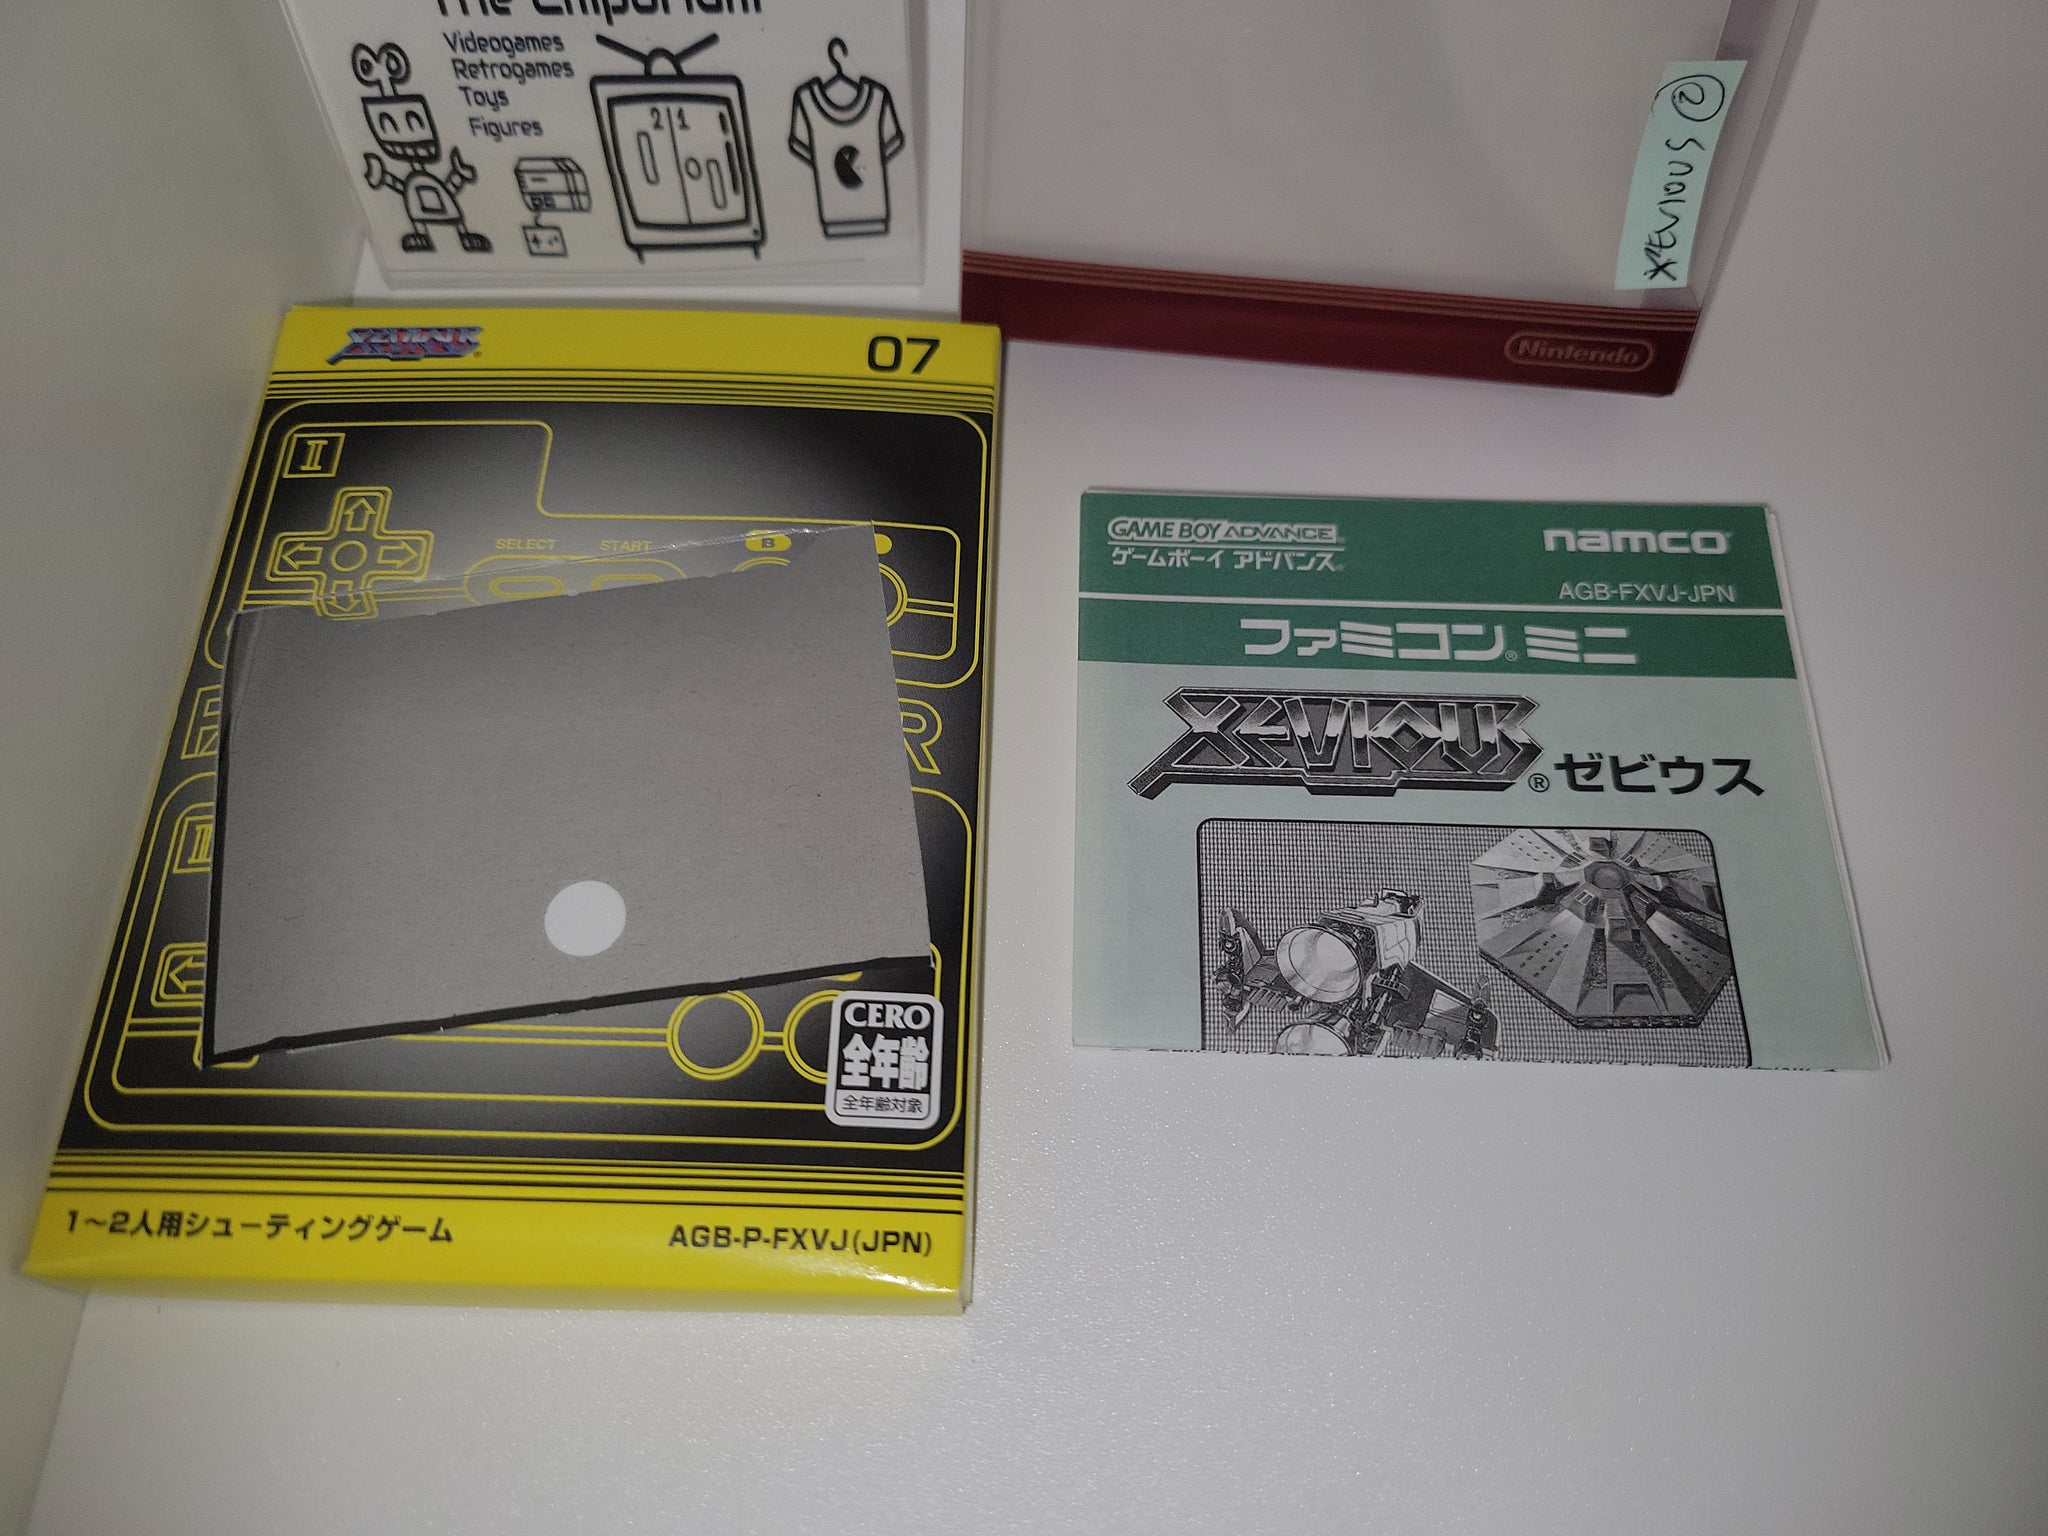 The Emporium
Videogames
Retrogames
Toys
Figures
2 1
② XEVIOUS
Nintendo
XEVIOUS
07
II
SELECT
START
B
R
II
CERO
全年齢
全年齢対象
1〜2人用シューティングゲーム
AGB-P-FXVJ(JPN)
GAME BOY ADVANCE
ゲームボーイ アドバンス
namco
AGB-FXVJ-JPN
ファミコン®ミニ
XEVIOUS® ゼビウス